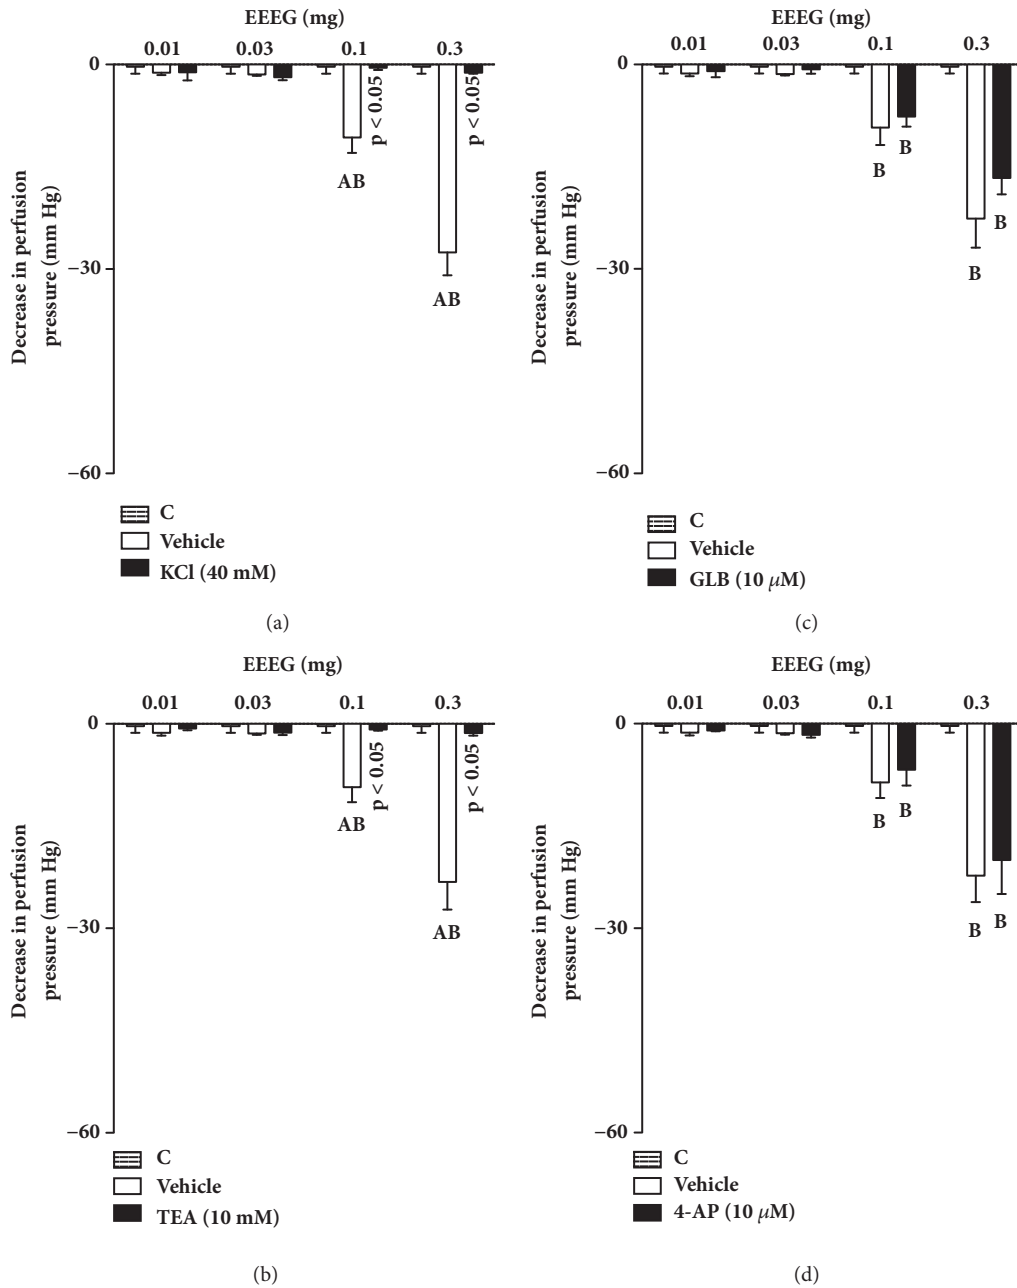 EEEG (mg)
0.01 0.03 0.1 0.3
0
−30
−60
Decrease in perfusion
pressure (mm Hg)
p < 0.05
p < 0.05
AB
AB
C
Vehicle
KCl (40 mM)
(a)
EEEG (mg)
0.01 0.03 0.1 0.3
0
−30
−60
Decrease in perfusion
pressure (mm Hg)
B
B
B
B
C
Vehicle
GLB (10 μM)
(c)
EEEG (mg)
0.01 0.03 0.1 0.3
0
−30
−60
Decrease in perfusion
pressure (mm Hg)
p < 0.05
p < 0.05
AB
AB
C
Vehicle
TEA (10 mM)
(b)
EEEG (mg)
0.01 0.03 0.1 0.3
0
−30
−60
Decrease in perfusion
pressure (mm Hg)
B
B
B
B
C
Vehicle
4-AP (10 μM)
(d)